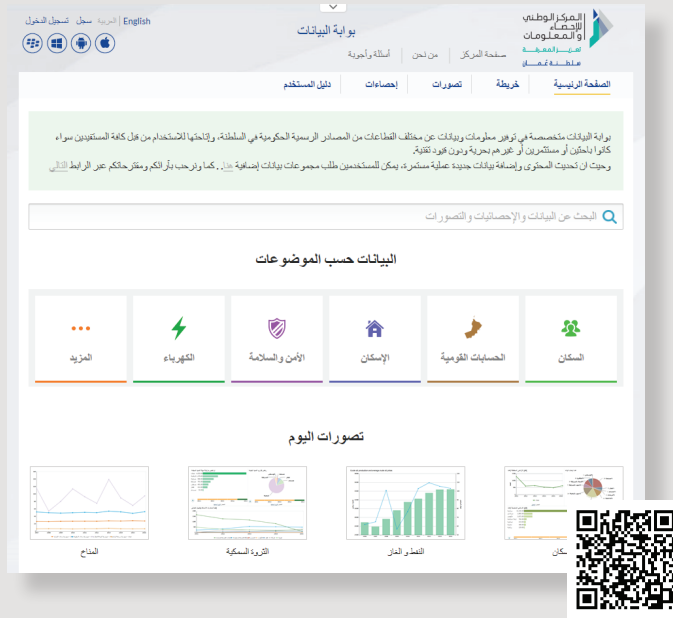 English | العربية سجل تسجيل الدخول
المركز الوطني
للإحصاء
والمعلومات
تعزيز المعرفة
سلطنة عُمان
بوابة البيانات
صفحة المركز | من نحن | أسئلة وأجوبة
الصفحة الرئيسية خريطة تصورات إحصاءات دليل المستخدم
بوابة البيانات متخصصة في توفير معلومات وبيانات عن مختلف القطاعات من المصادر الرسمية الحكومية في السلطنة، وإتاحتها للاستخدام من قبل كافة المستفيدين سواء
كانوا باحثين أو مستثمرين أو غيرهم بحرية ودون قيود تقنية.
وحيث ان تحديث المحتوى وإضافة بيانات جديدة عملية مستمرة، يمكن للمستخدمين طلب مجموعات بيانات إضافية هنا. . كما ونرحب بآرائكم ومقترحاتكم عبر الرابط التالي
البحث عن البيانات والإحصائيات والتصورات
البيانات حسب الموضوعات
السكان
الحسابات القومية
الإسكان
الأمن والسلامة
الكهرباء
المزيد
تصورات اليوم
النفط و الغاز
الثروة السمكية
المناخ